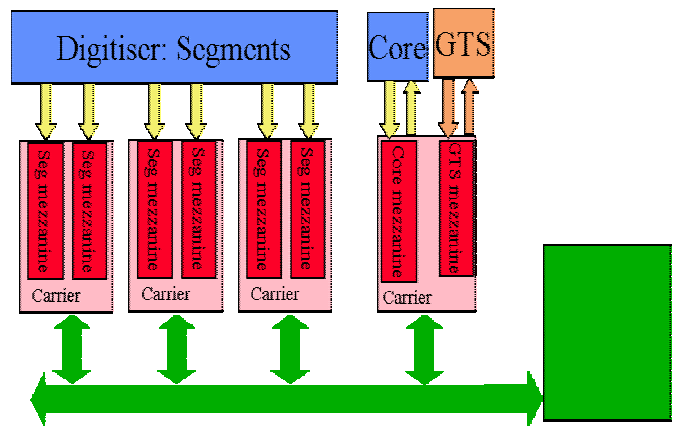 Digitiser: Segments
Core
GTS
Seg mezzanine
Seg mezzanine
Seg mezzanine
Seg mezzanine
Seg mezzanine
Seg mezzanine
Core mezzanine
GTS mezzanine
Carrier
Carrier
Carrier
Carrier